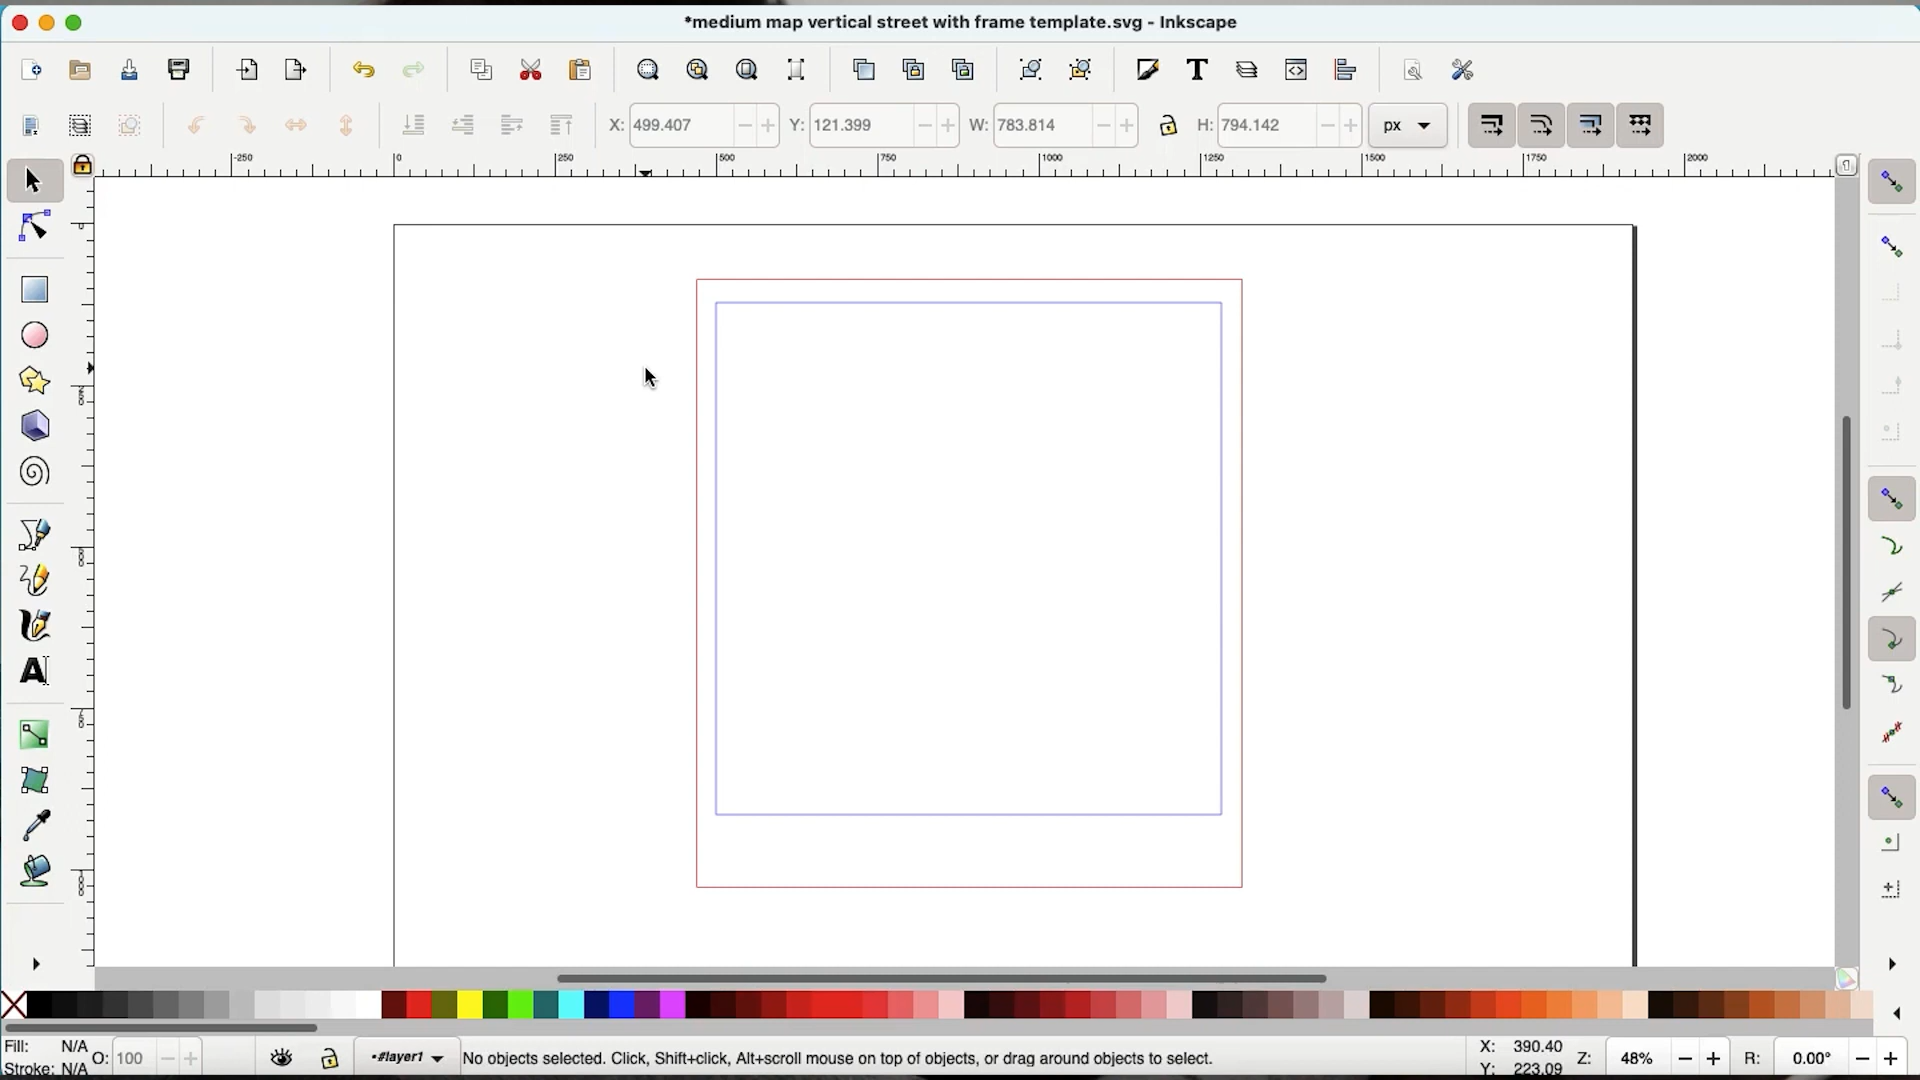 *medium map vertical street with frame template.svg - Inkscape
X: 499.407 Y: 121.399 W: 783.814 H: 794.142 px
-250 0 250 500 750 1000 1250 1500 1750 2000
Fill: N/A
Stroke: N/A
O: 100
•#layer1
No objects selected. Click, Shift+click, Alt+scroll mouse on top of objects, or drag around objects to select.
X: 390.40
Y: 223.09
Z: 48%
R: 0.00°